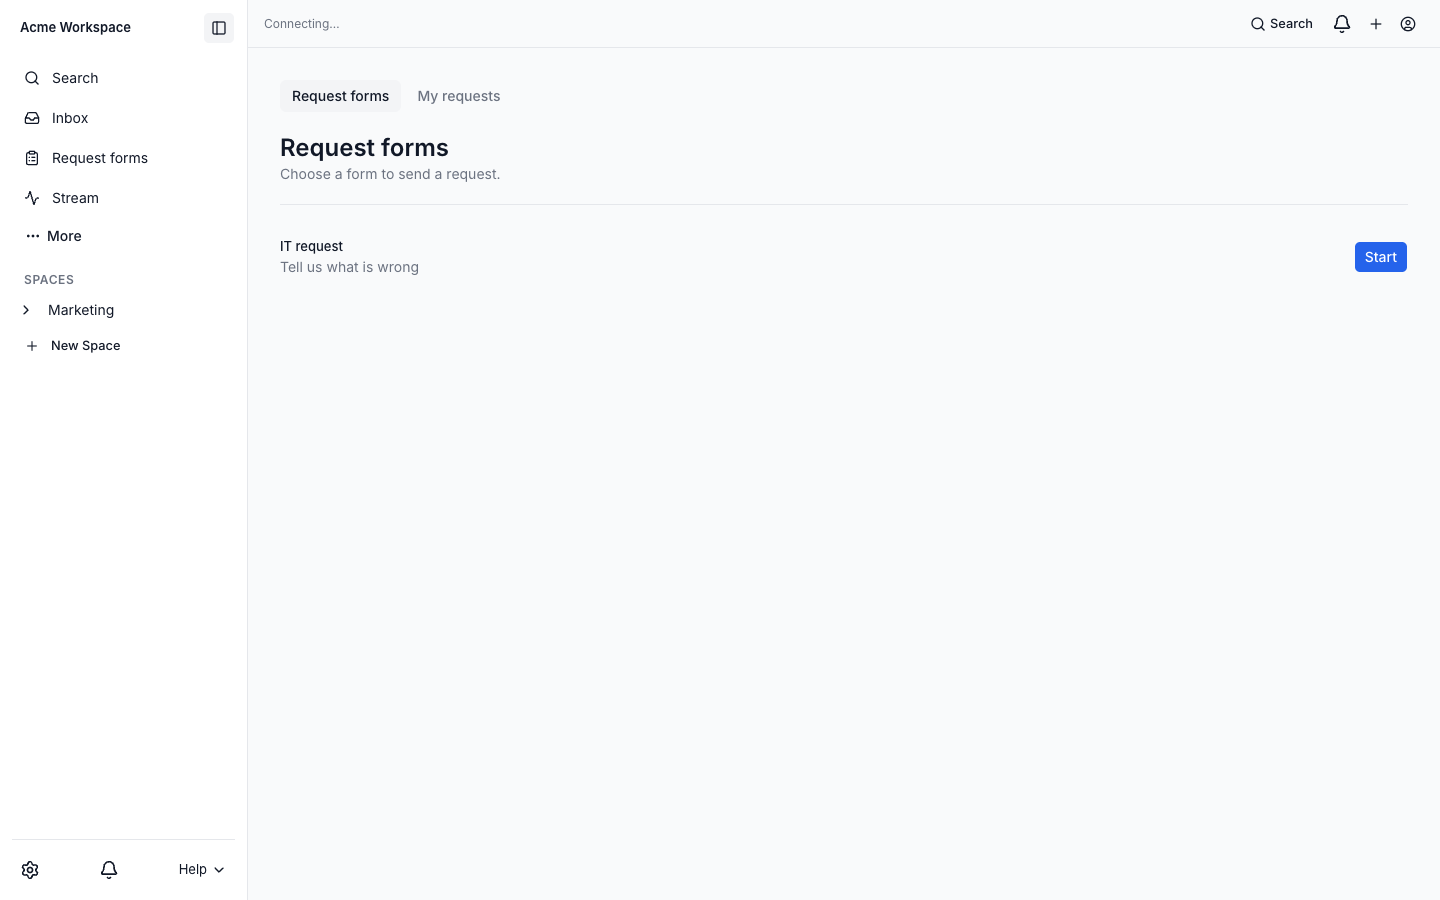 Acme Workspace
Search
Inbox
Request forms
Stream
More
SPACES
Marketing
New Space
Help
Connecting...
Search
Request forms
My requests
Request forms
Choose a form to send a request.
IT request
Tell us what is wrong
Start